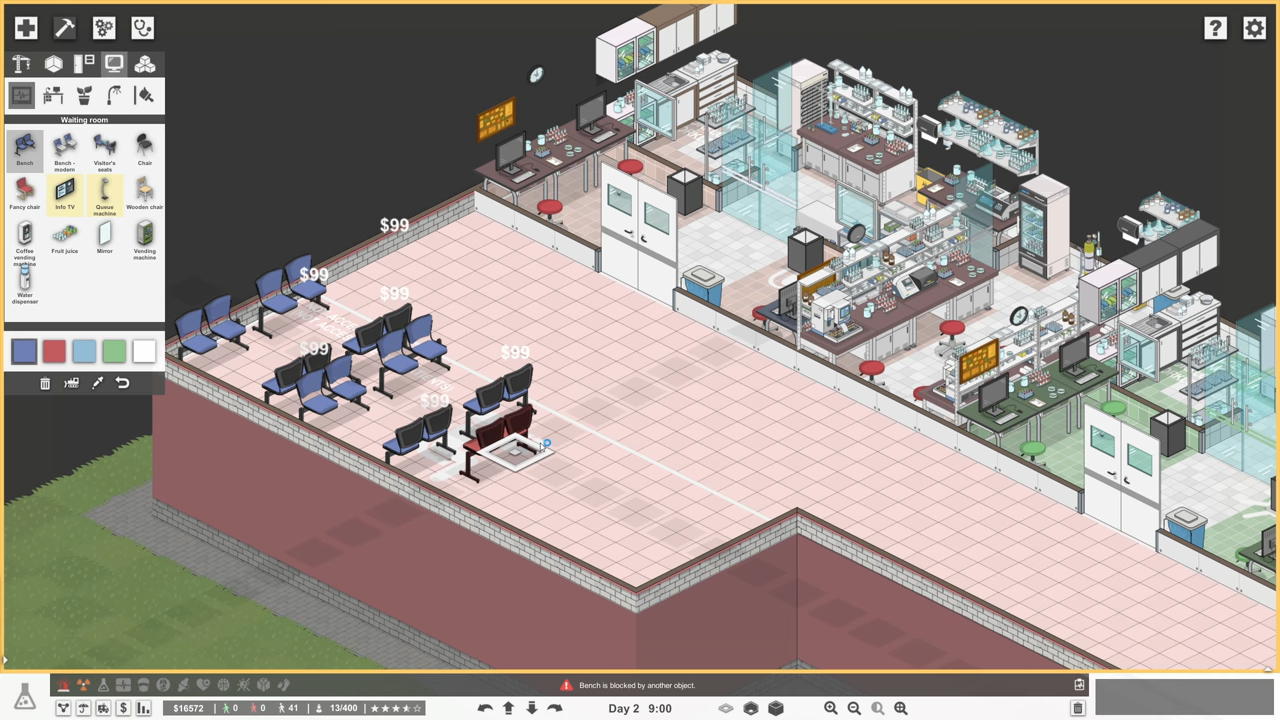 Waiting room
Bench
Bench - modern
Visitor's seats
Chair
Fancy chair
Info TV
Queue machine
Wooden chair
Coffee vending machine
Fruit juice
Mirror
Vending machine
Water dispenser
$99
$99
$99
$99
$99
$99
Bench is blocked by another object.
$16572
0
0
41
13/400
Day 2 9:00
?